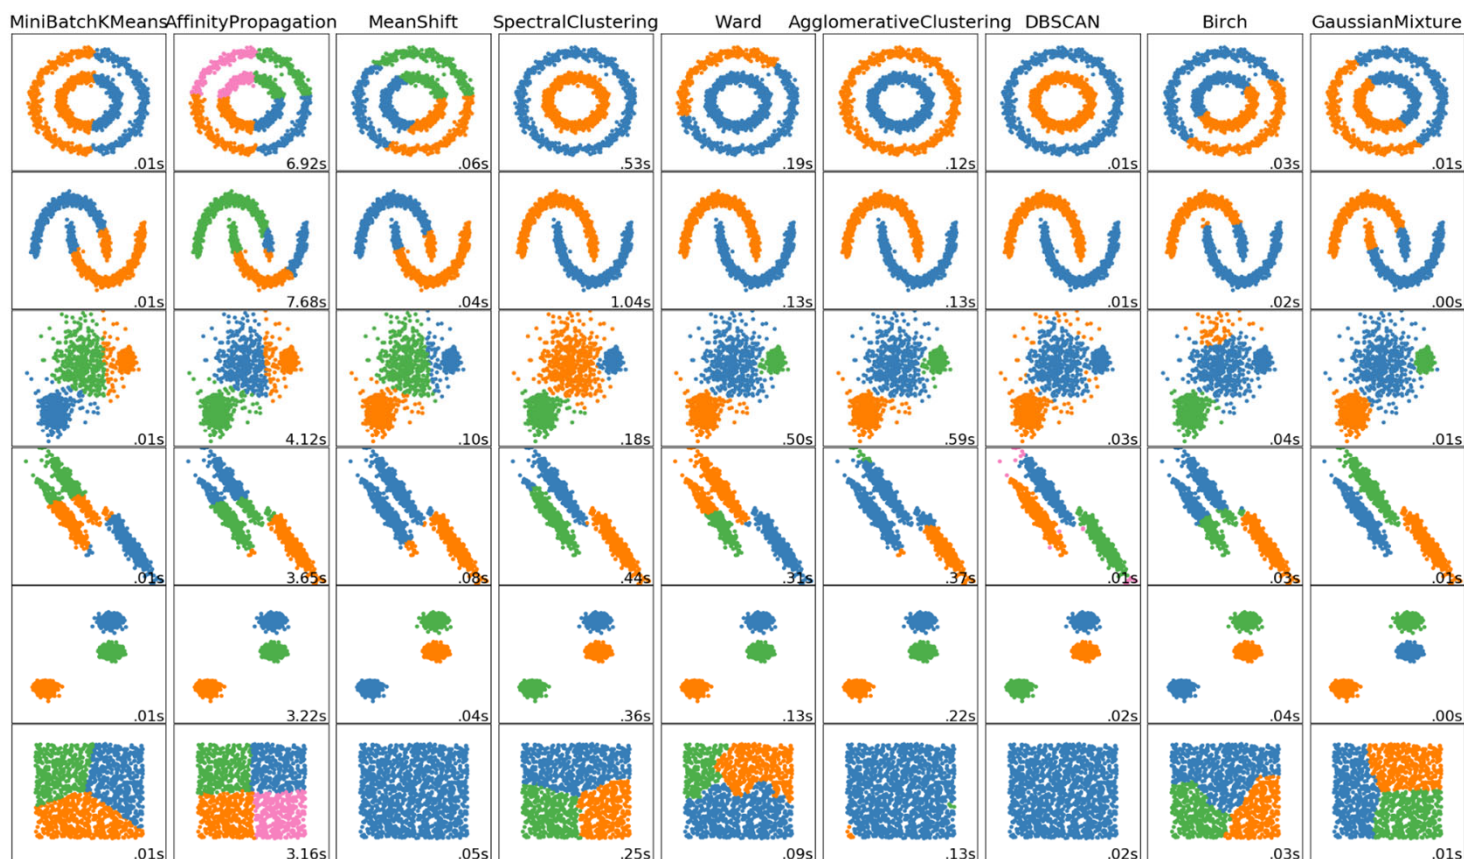 MiniBatchKMeans AffinityPropagation MeanShift SpectralClustering Ward AgglomerativeClustering DBSCAN Birch GaussianMixture
.01s 6.92s .06s .53s .19s .12s .01s .03s .01s
.01s 7.68s .04s 1.04s .13s .13s .01s .02s .00s
.01s 4.12s .10s .18s .50s .59s .03s .04s .01s
.01s 3.65s .08s .44s .31s .37s .01s .03s .01s
.01s 3.22s .04s .36s .13s .22s .02s .04s .00s
.01s 3.16s .05s .25s .09s .13s .02s .03s .01s